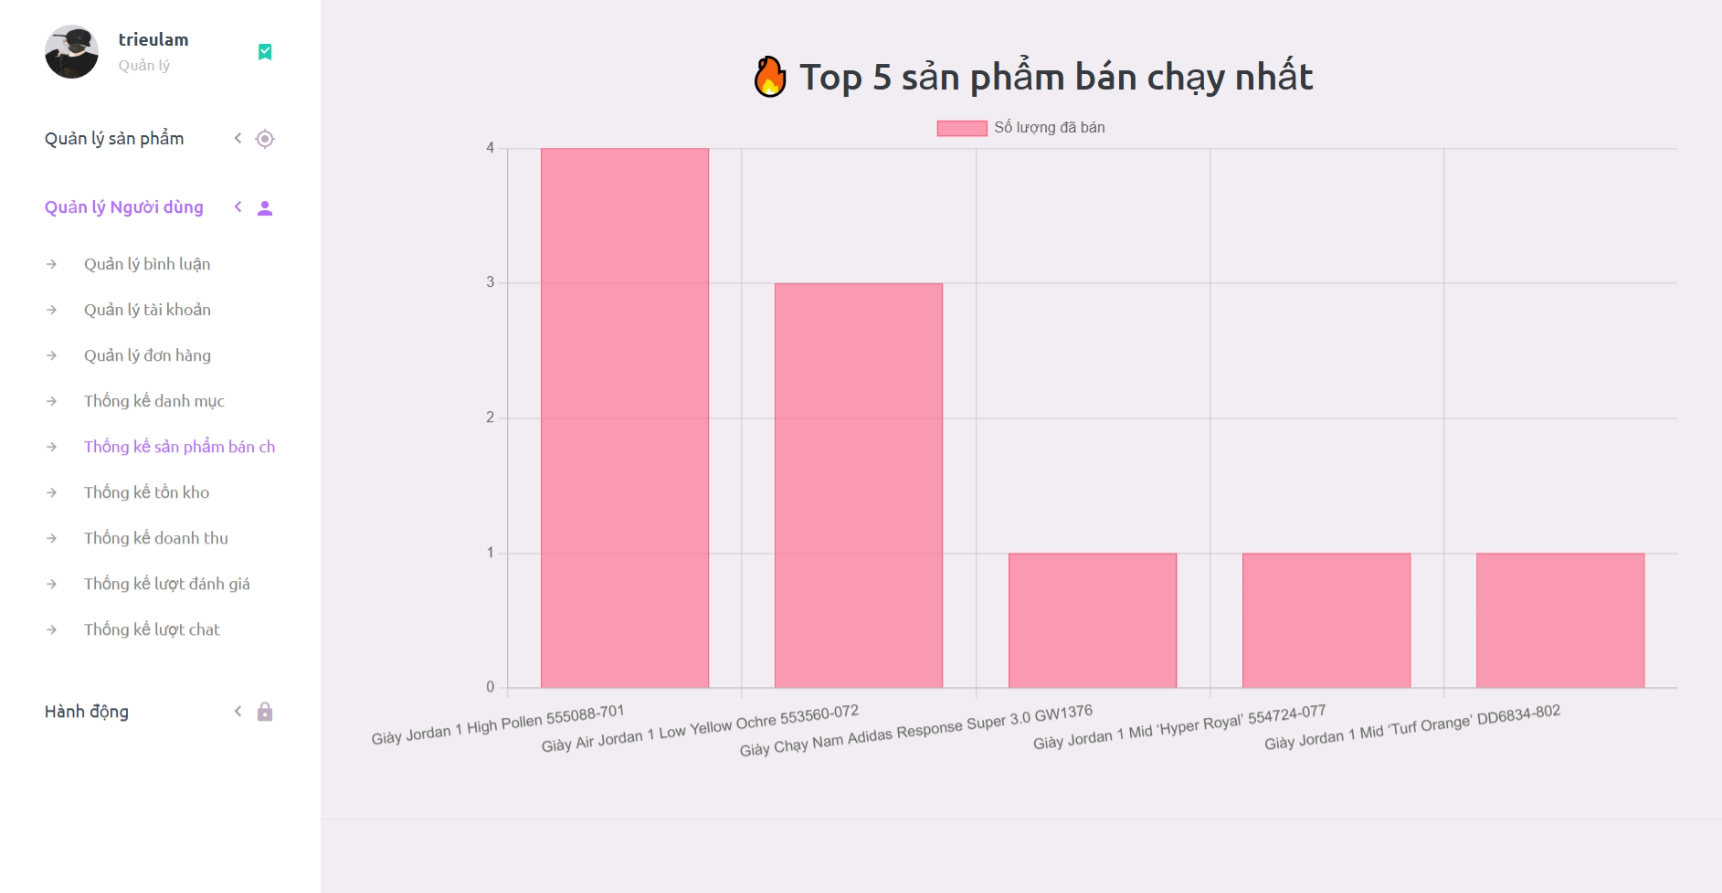 trieulam
Quản lý
Quản lý sản phẩm
Quản lý Người dùng
Quản lý bình luận
Quản lý tài khoản
Quản lý đơn hàng
Thống kê danh mục
Thống kê sản phẩm bán ch
Thống kê tồn kho
Thống kê doanh thu
Thống kê lượt đánh giá
Thống kê lượt chat
Hành động
Top 5 sản phẩm bán chạy nhất
Số lượng đã bán
4
3
2
1
0
Giày Jordan 1 High Pollen 555088-701
Giày Air Jordan 1 Low Yellow Ochre 553560-072
Giày Chạy Nam Adidas Response Super 3.0 GW1376
Giày Jordan 1 Mid ‘Hyper Royal’ 554724-077
Giày Jordan 1 Mid ‘Turf Orange’ DD6834-802